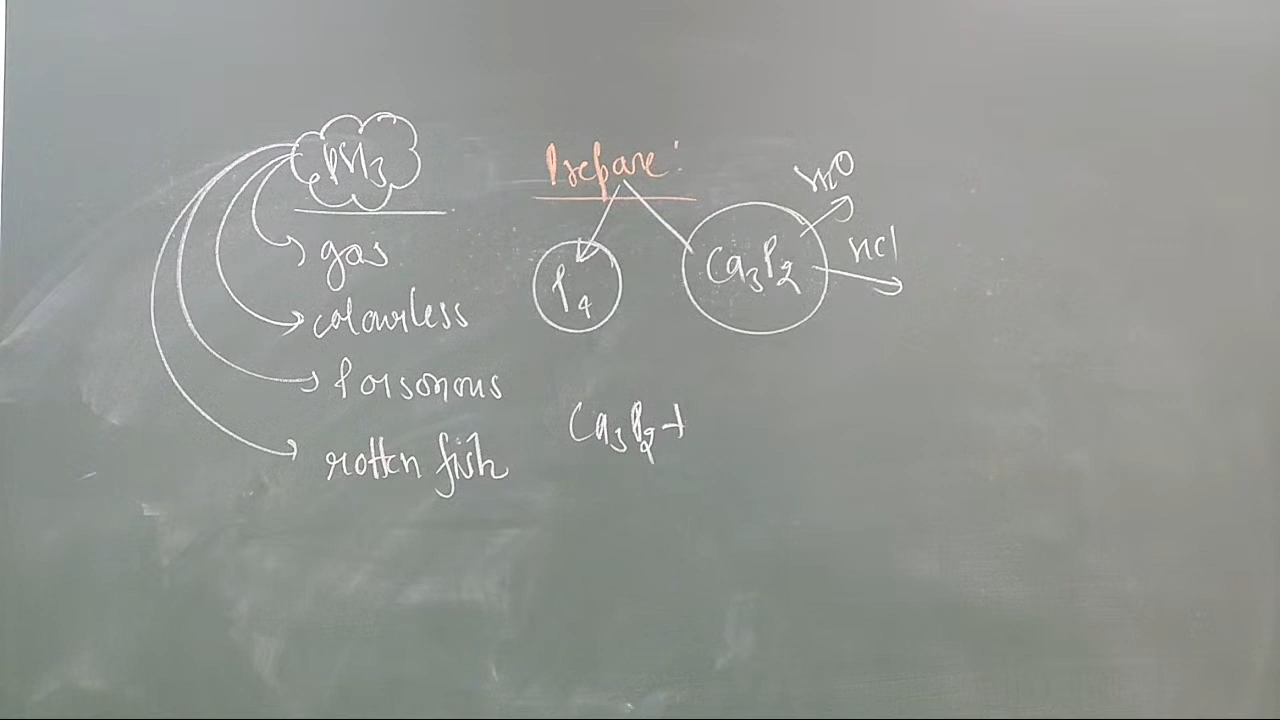 PH3
gas
colourless
Poisonous
rotten fish
Prepare:
P4
Ca3P2
H2O
HCl
Ca3P2 +